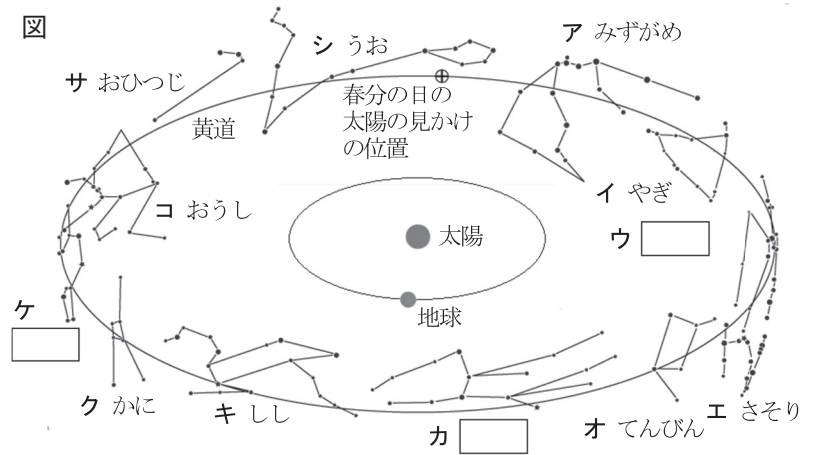 図
ア みずがめ
シ うお
サ おひつじ
春分の日の
太陽の見かけ
の位置
黄道
イ やぎ
コ おうし
ウ
太陽
ケ
地球
ク かに
キ しし
カ
オ てんびん
エ さそり